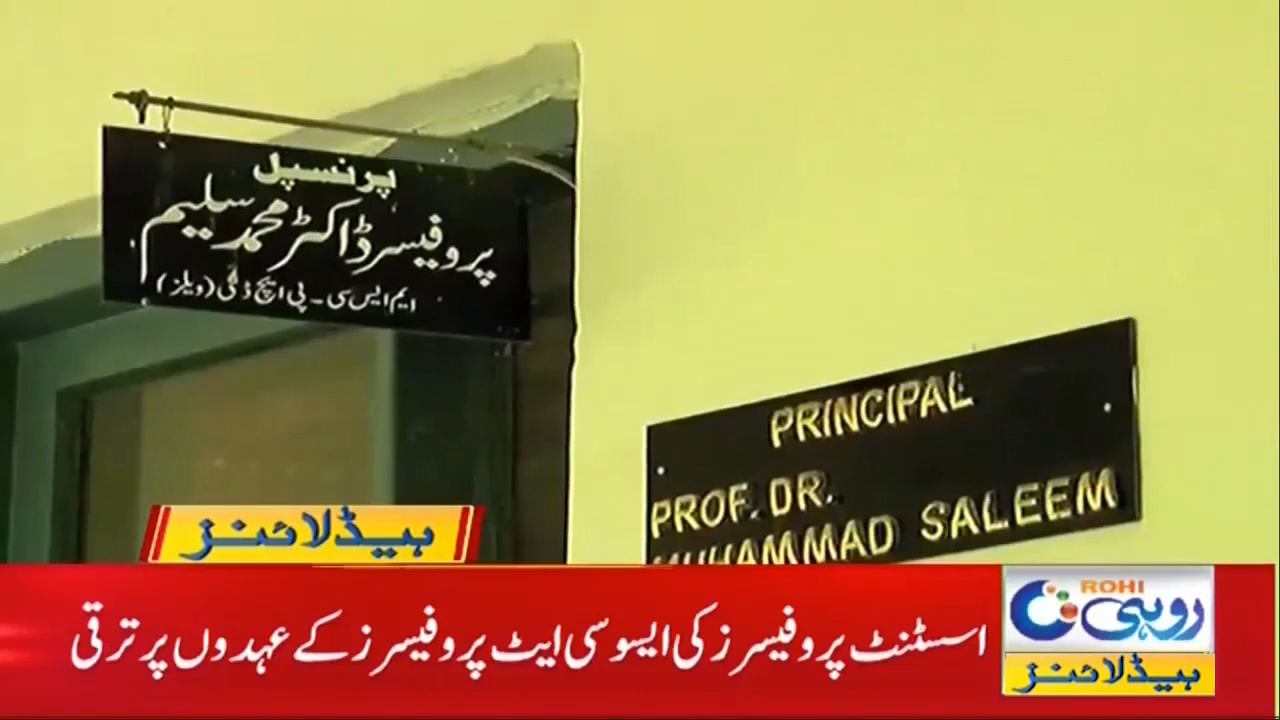 پرنسپل
پروفیسر ڈاکٹر محمد سلیم
ایم ایس سی - پی ایچ ڈی (ویلز)
PRINCIPAL
PROF. DR.
MUHAMMAD SALEEM
ہیڈلائنز
اسسٹنٹ پروفیسرز کی ایسوسی ایٹ پروفیسرز کے عہدوں پر ترقی
ROHI
روہی
ہیڈلائنز